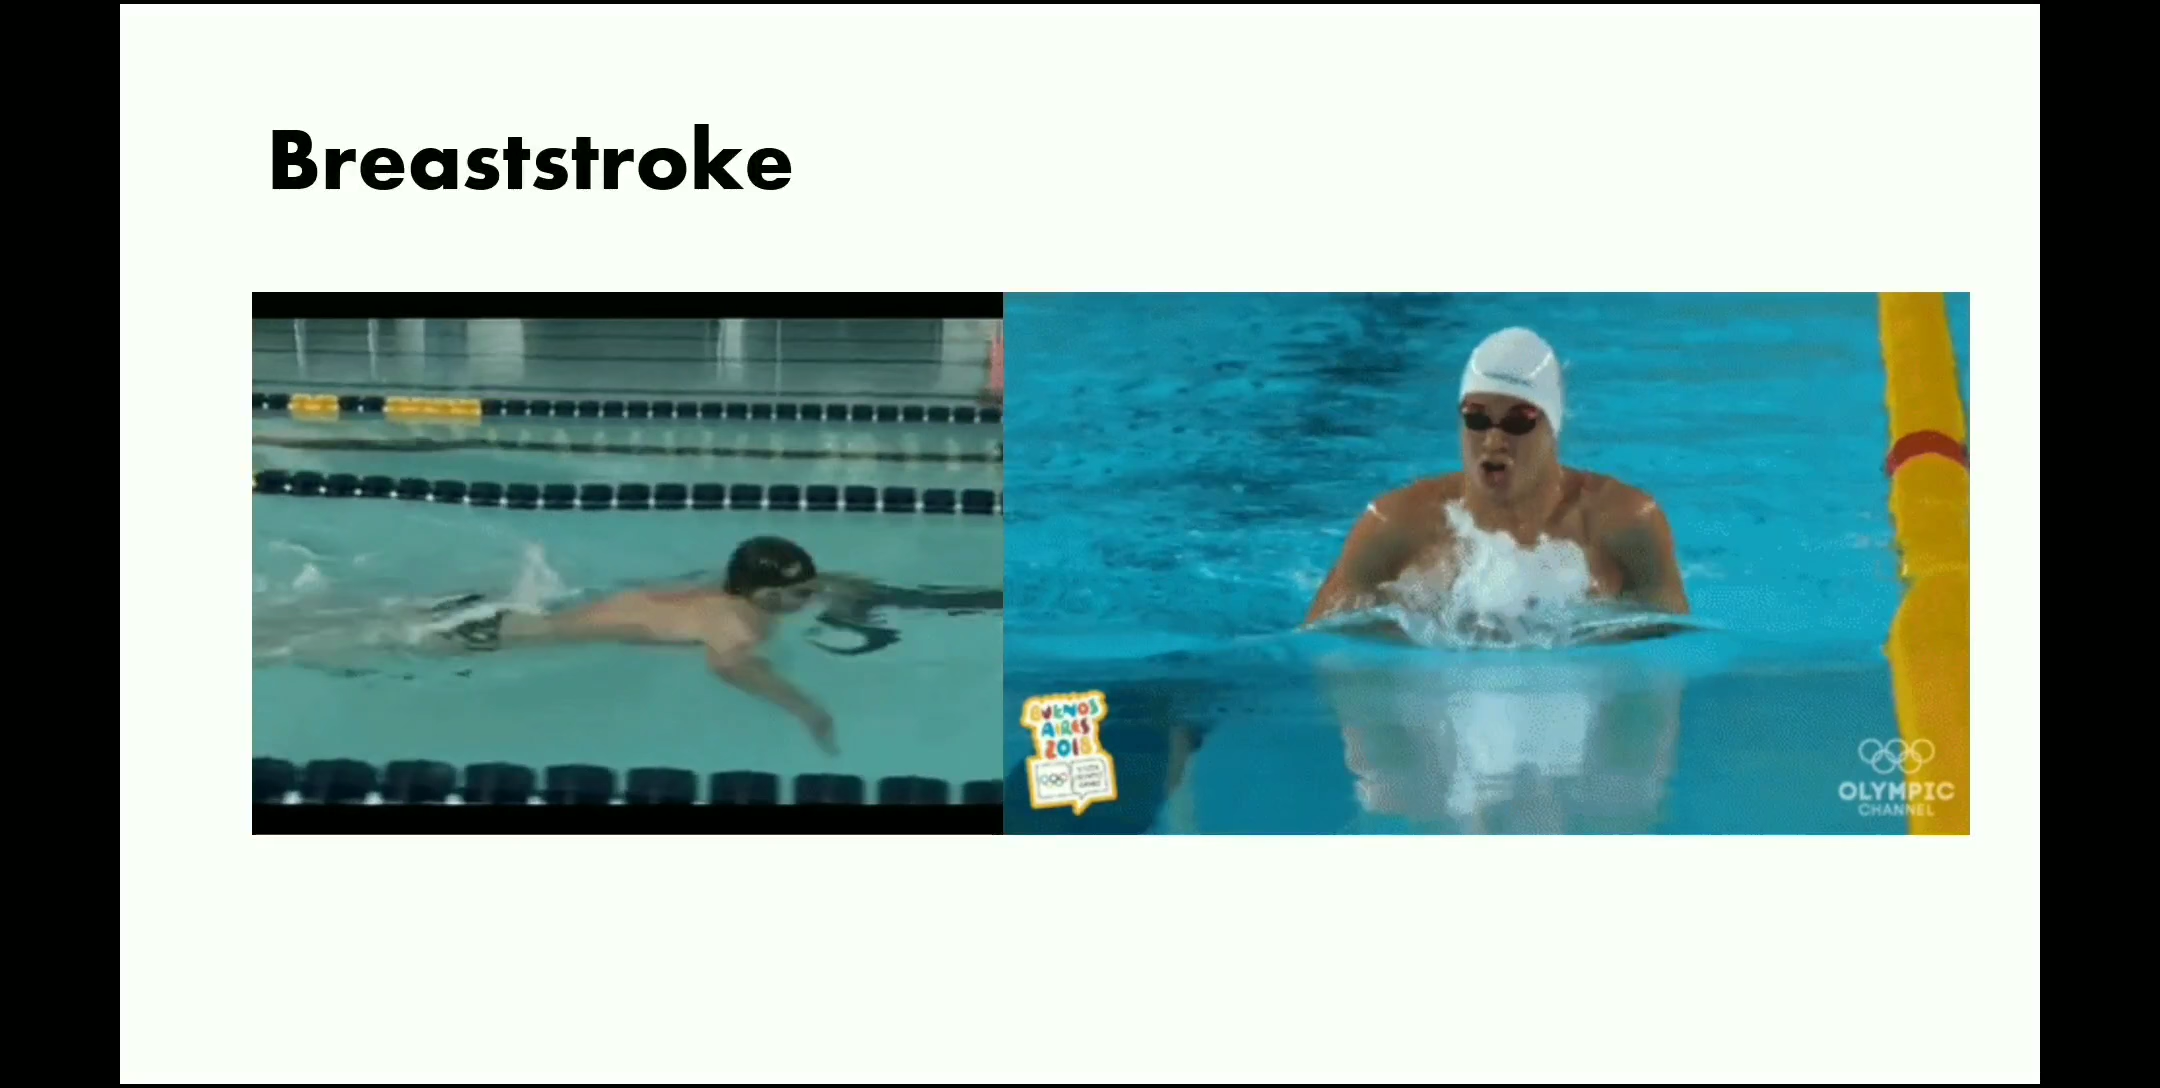 Breaststroke
BUENOS
AIRES
2018
OLYMPIC
CHANNEL